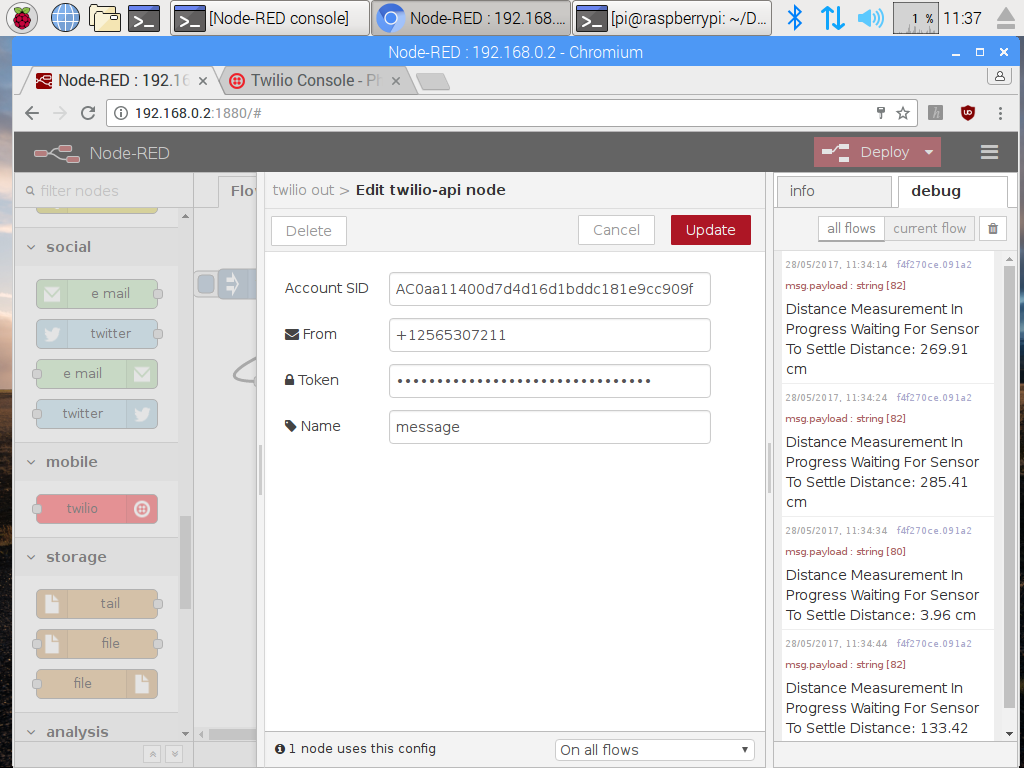 [Node-RED console]
Node-RED : 192.168....
[pi@raspberrypi: ~/D...
1 %
11:37
Node-RED : 192.168.0.2 - Chromium
Node-RED : 192.16
Twilio Console - Ph
192.168.0.2:1880/#
Node-RED
Deploy
filter nodes
social
e mail
twitter
e mail
twitter
mobile
twilio
storage
tail
file
file
analysis
Flo
twilio out > Edit twilio-api node
Delete
Cancel
Update
Account SID
AC0aa11400d7d4d16d1bddc181e9cc909f
From
+12565307211
Token
••••••••••••••••••••••••••••••••
Name
message
1 node uses this config
On all flows
info
debug
all flows
current flow
28/05/2017, 11:34:14 f4f270ce.091a2
msg.payload : string [82]
Distance Measurement In
Progress Waiting For Sensor
To Settle Distance: 269.91
cm
28/05/2017, 11:34:24 f4f270ce.091a2
msg.payload : string [82]
Distance Measurement In
Progress Waiting For Sensor
To Settle Distance: 285.41
cm
28/05/2017, 11:34:34 f4f270ce.091a2
msg.payload : string [80]
Distance Measurement In
Progress Waiting For Sensor
To Settle Distance: 3.96 cm
28/05/2017, 11:34:44 f4f270ce.091a2
msg.payload : string [82]
Distance Measurement In
Progress Waiting For Sensor
To Settle Distance: 133.42